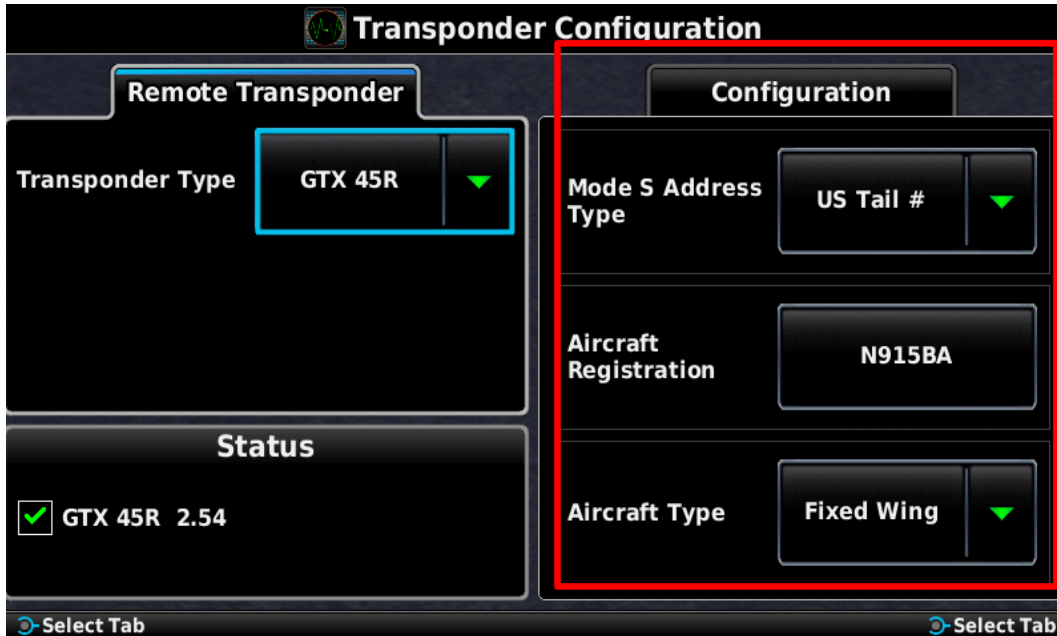 Transponder Configuration
Remote Transponder
Transponder Type
GTX 45R
Status
GTX 45R 2.54
Configuration
Mode S Address
Type
US Tail #
Aircraft
Registration
N915BA
Aircraft Type
Fixed Wing
Select Tab
Select Tab